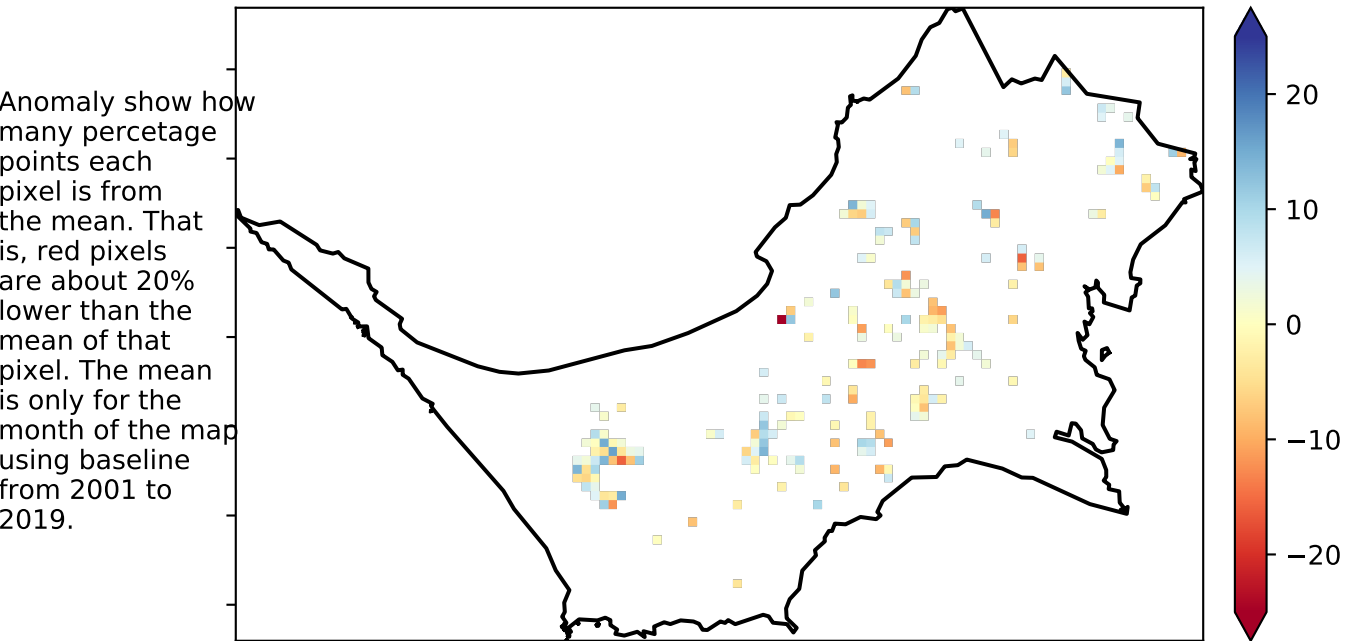 Anomaly show how
many percetage
points each
pixel is from
the mean. That
is, red pixels
are about 20%
lower than the
mean of that
pixel. The mean
is only for the
month of the map
using baseline
from 2001 to
2019.
20
10
0
−10
−20